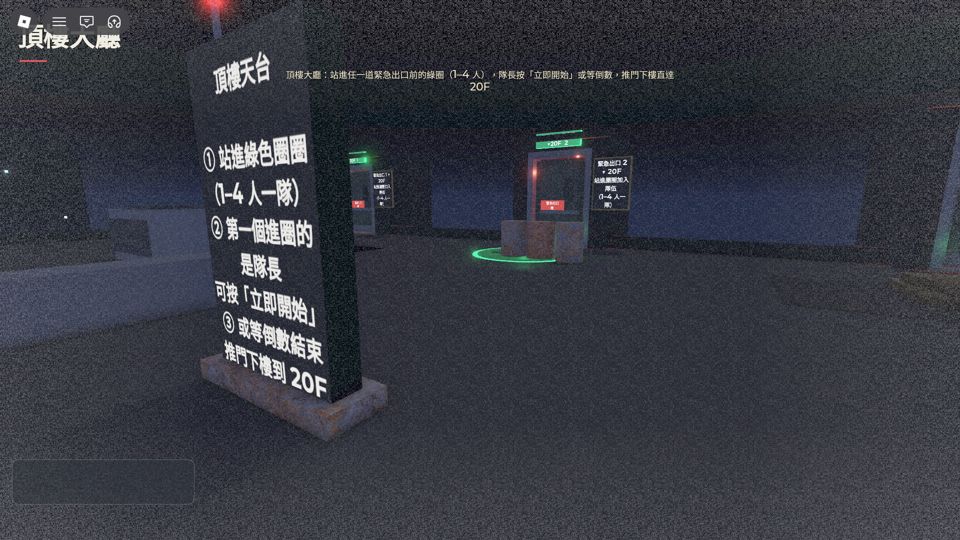 頂樓大廳
頂樓大廳：站進任一道緊急出口前的綠圈（1–4 人），隊長按「立即開始」或等倒數，推門下樓直達
20F
頂樓天台
① 站進綠色圈圈
(1–4 人一隊)
② 第一個進圈的
是隊長
可按「立即開始」
③ 或等倒數結束
推門下樓到 20F
緊急出口 2
站進圈圈加入
隊伍
(1–4 人一
隊)